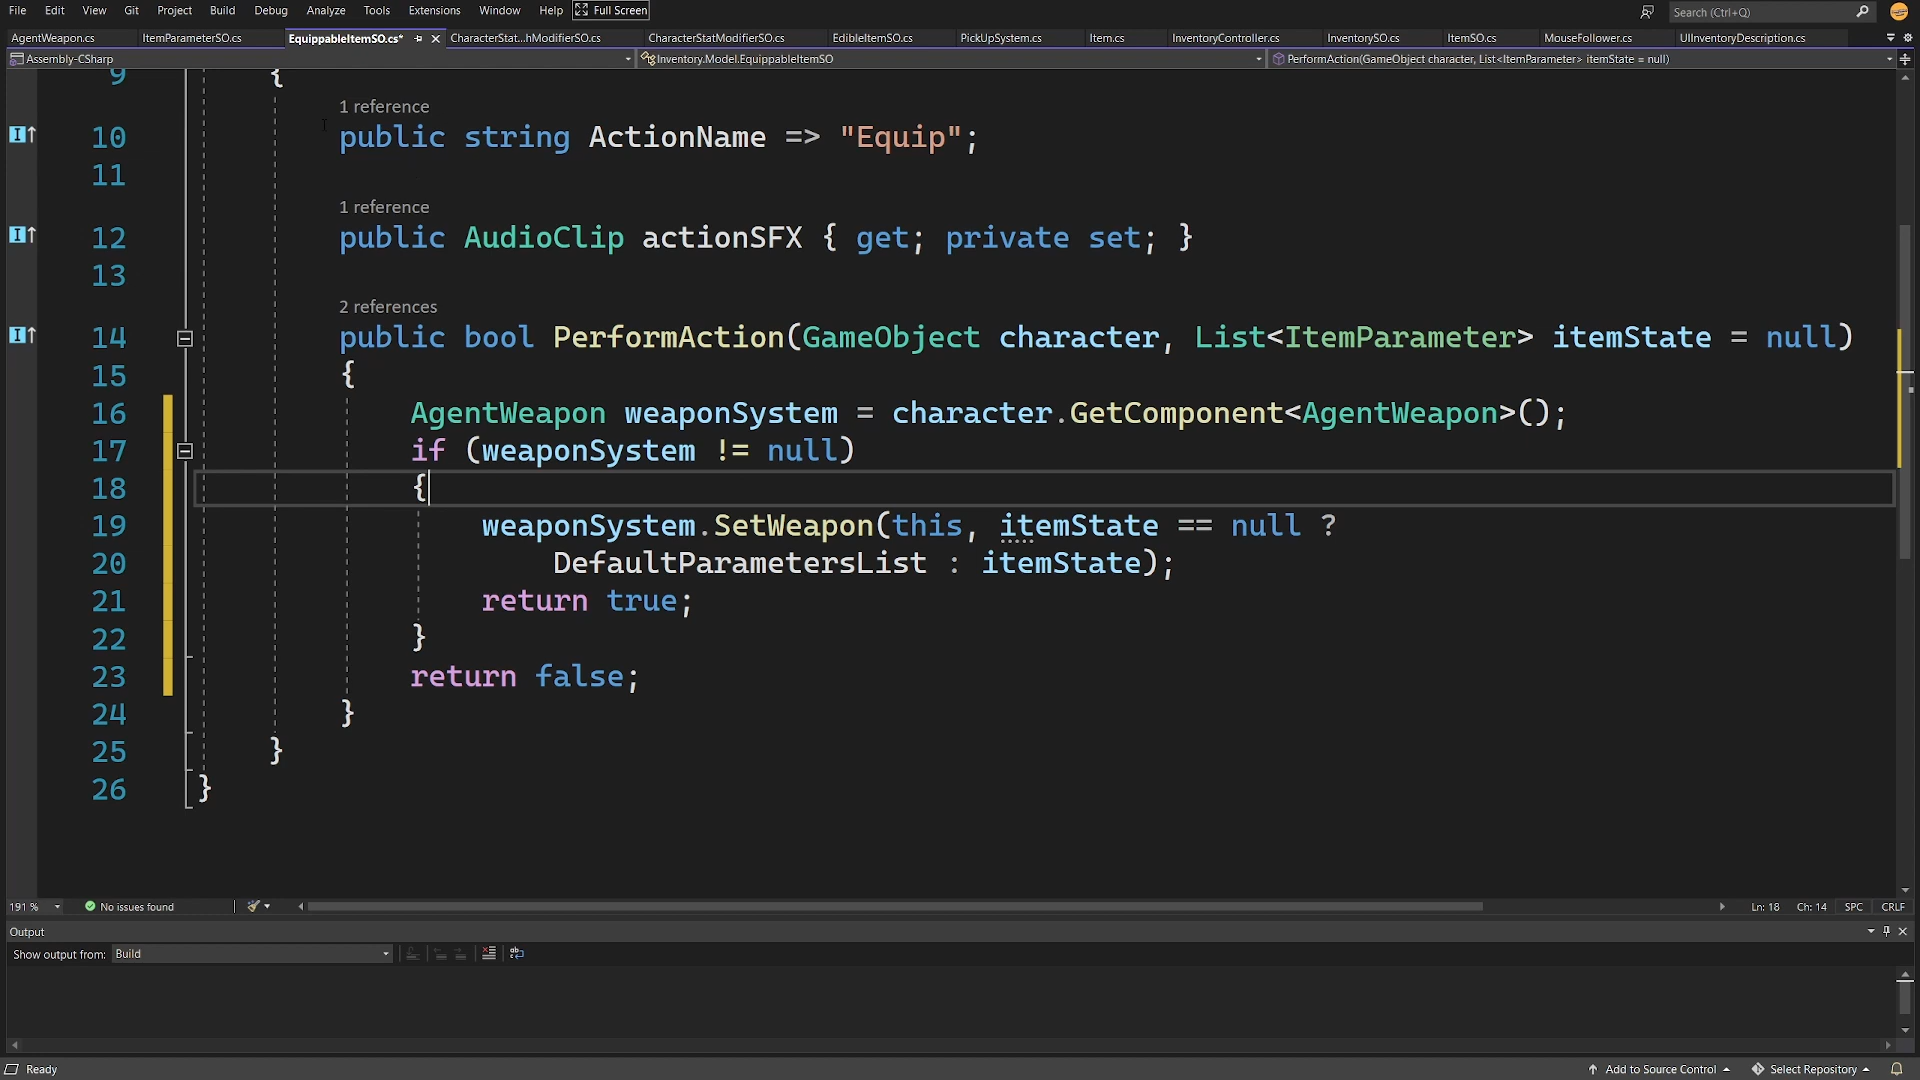 File Edit View Git Project Build Debug Analyze Tools Extensions Window Help Full Screen Search (Ctrl+Q)
AgentWeapon.cs ItemParameterSO.cs EquippableItemSO.cs* CharacterStat...hModifierSO.cs CharacterStatModifierSO.cs EdibleItemSO.cs PickUpSystem.cs Item.cs InventoryController.cs InventorySO.cs ItemSO.cs MouseFollower.cs UIInventoryDescription.cs
Assembly-CSharp Inventory.Model.EquippableItemSO PerformAction(GameObject character, List<ItemParameter> itemState = null)
9 {
1 reference
10 public string ActionName => "Equip";
11
1 reference
12 public AudioClip actionSFX { get; private set; }
13
2 references
14 public bool PerformAction(GameObject character, List<ItemParameter> itemState = null)
15 {
16 AgentWeapon weaponSystem = character.GetComponent<AgentWeapon>();
17 if (weaponSystem != null)
18 {
19 weaponSystem.SetWeapon(this, itemState == null ?
20 DefaultParametersList : itemState);
21 return true;
22 }
23 return false;
24 }
25 }
26 }
191 % No issues found Ln: 18 Ch: 14 SPC CRLF
Output
Show output from: Build
Ready Add to Source Control Select Repository